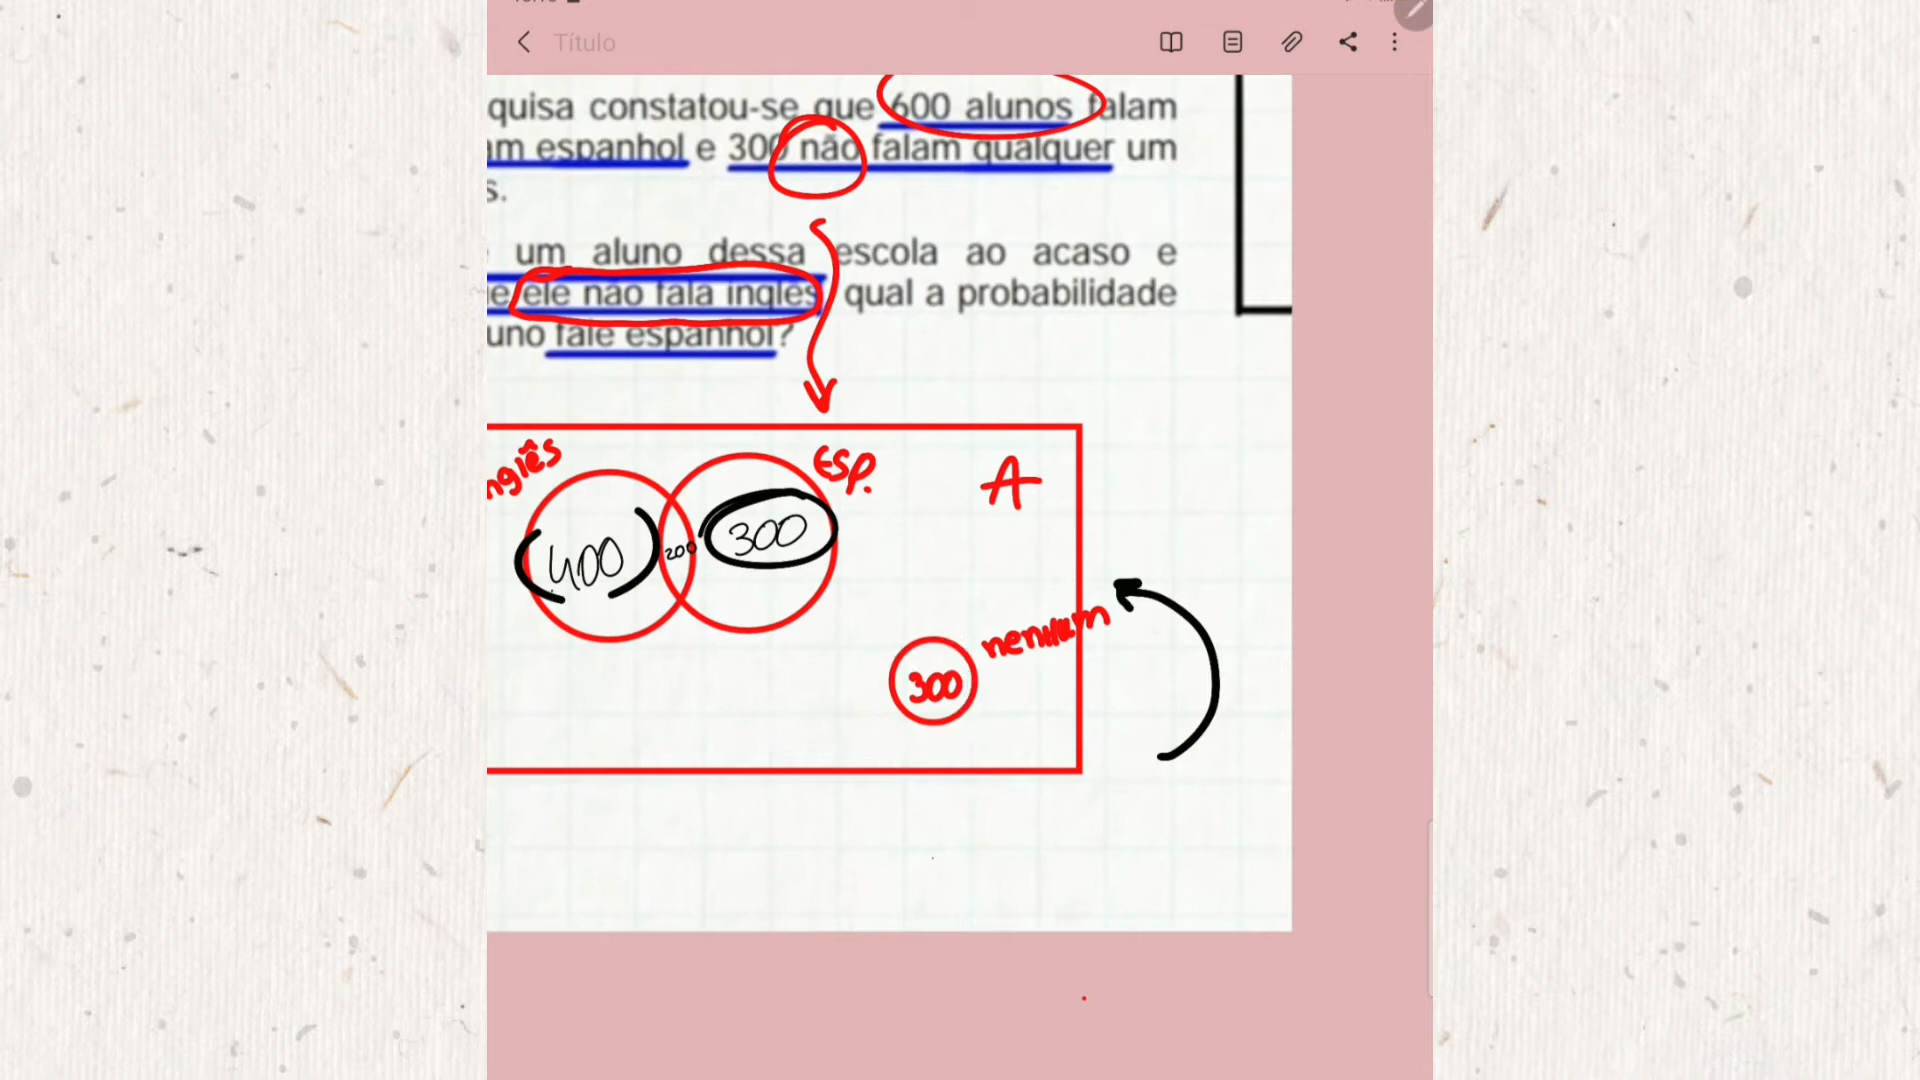 Título
quisa constatou-se que 600 alunos falam
espanhol e 300 não falam qualquer um
s.
um aluno dessa escola ao acaso e
ele não fala inglês, qual a probabilidade
uno fale espanhol?
nglês
Esp.
A
400
200
300
nenhum
300